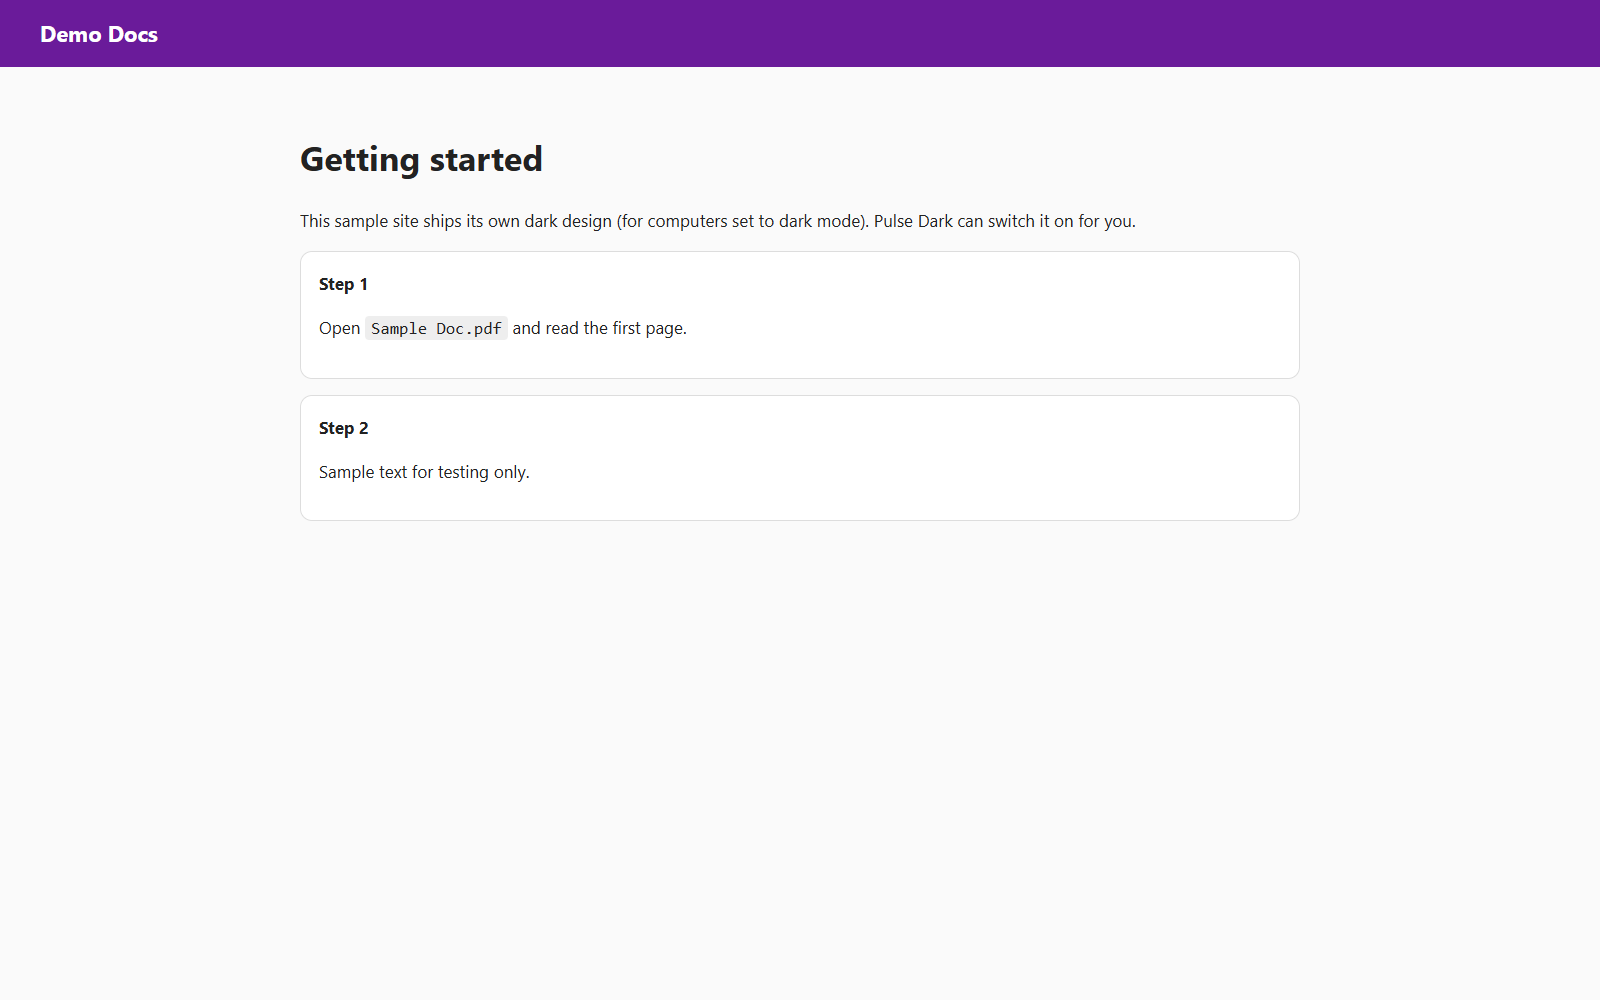 Demo Docs
Getting started
This sample site ships its own dark design (for computers set to dark mode). Pulse Dark can switch it on for you.
Step 1
Open Sample Doc.pdf and read the first page.
Step 2
Sample text for testing only.